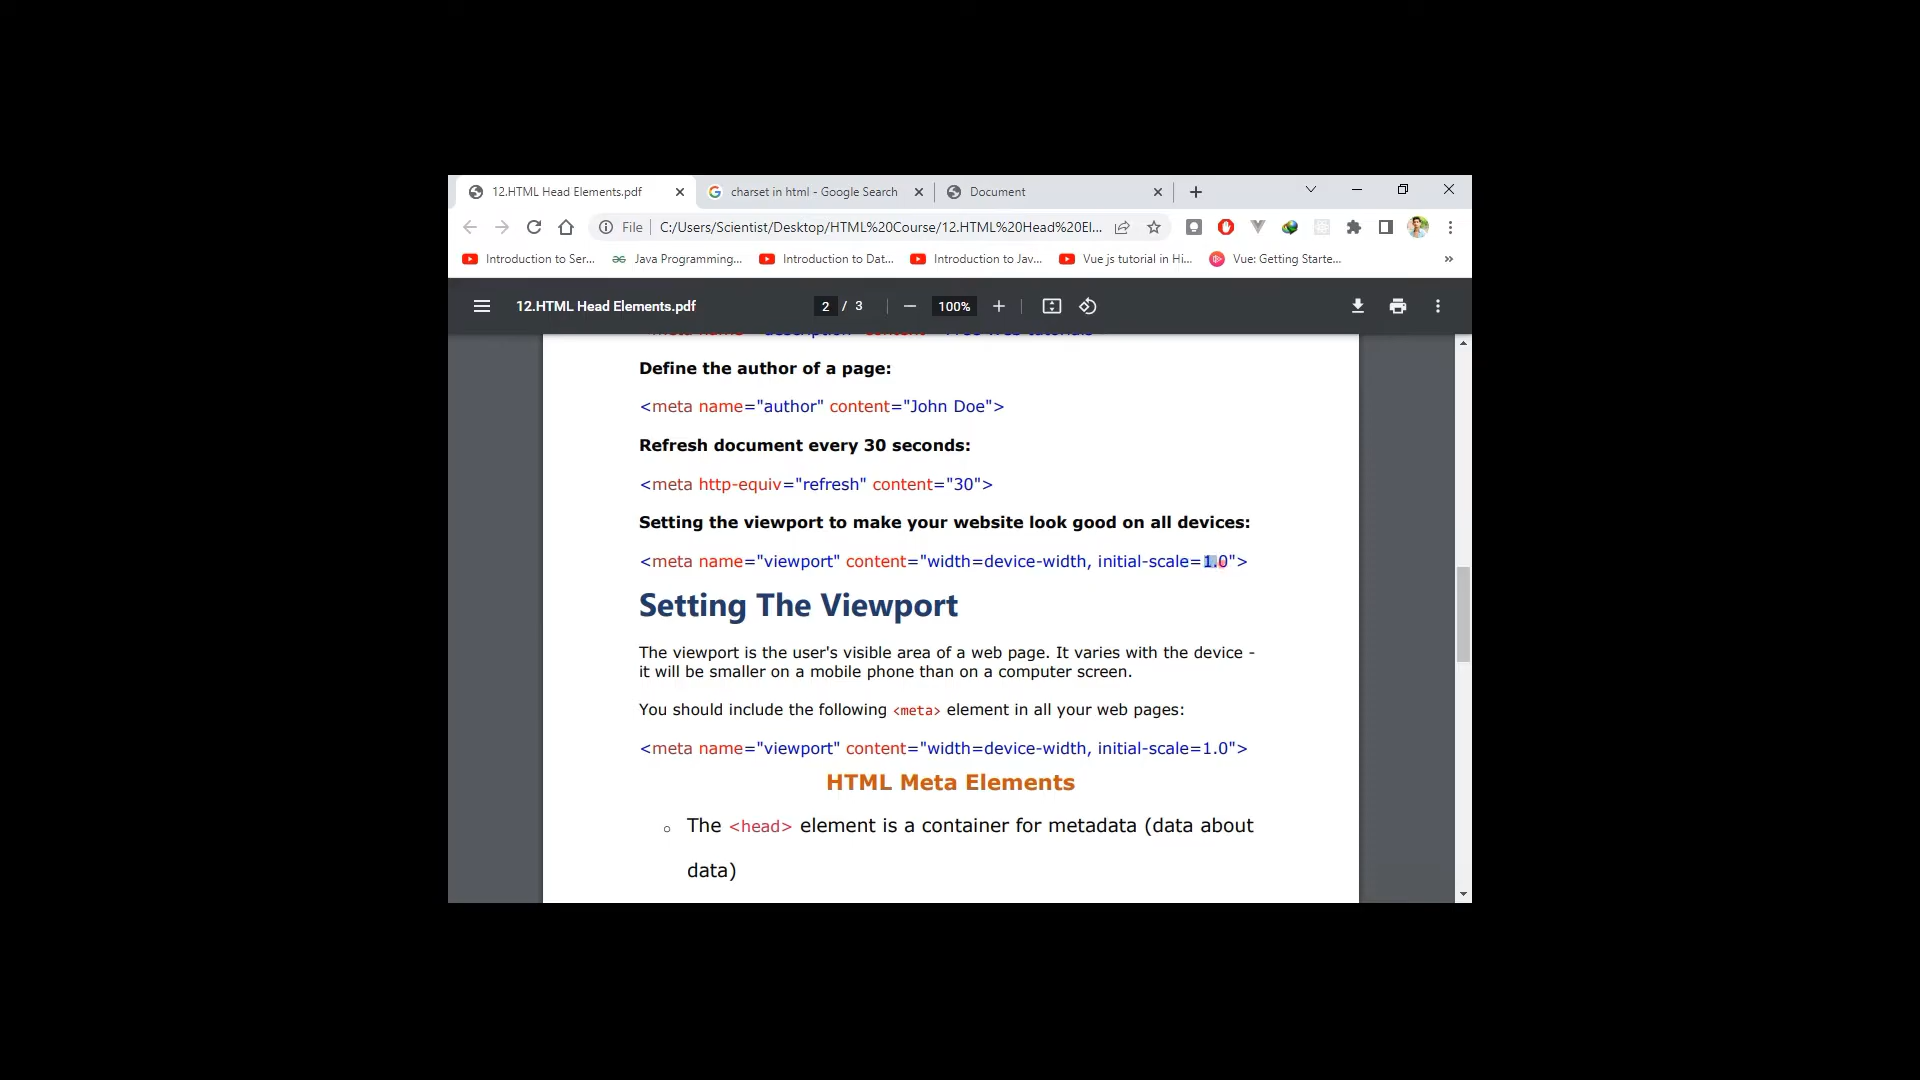 12.HTML Head Elements.pdf
charset in html - Google Search
Document
File
C:/Users/Scientist/Desktop/HTML%20Course/12.HTML%20Head%20El...
Introduction to Ser...
Java Programming...
Introduction to Dat...
Introduction to Jav...
Vue js tutorial in Hi...
Vue: Getting Starte...
»
12.HTML Head Elements.pdf
2 / 3
100%
Define the author of a page:
<meta name="author" content="John Doe">
Refresh document every 30 seconds:
<meta http-equiv="refresh" content="30">
Setting the viewport to make your website look good on all devices:
<meta name="viewport" content="width=device-width, initial-scale=1.0">
Setting The Viewport
The viewport is the user's visible area of a web page. It varies with the device -
it will be smaller on a mobile phone than on a computer screen.
You should include the following <meta> element in all your web pages:
<meta name="viewport" content="width=device-width, initial-scale=1.0">
HTML Meta Elements
The <head> element is a container for metadata (data about
data)